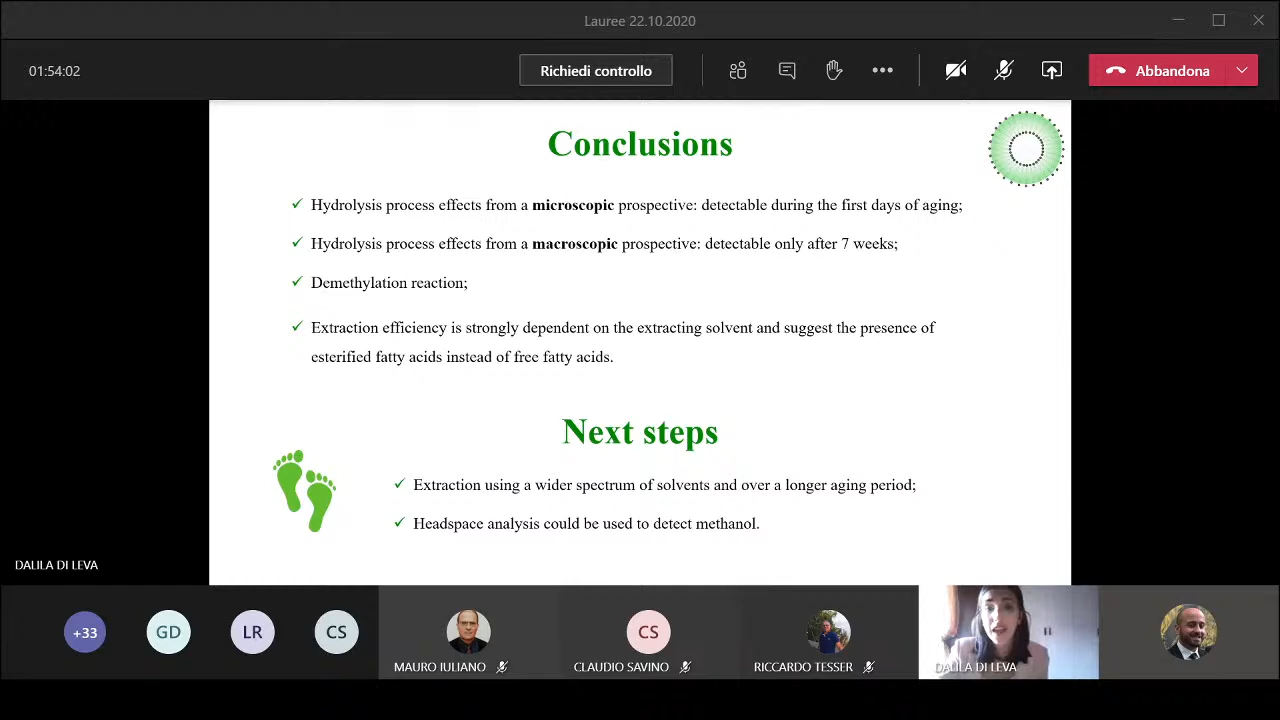 Lauree 22.10.2020
01:54:02
Richiedi controllo
Abbandona
Conclusions
Hydrolysis process effects from a microscopic prospective: detectable during the first days of aging;
Hydrolysis process effects from a macroscopic prospective: detectable only after 7 weeks;
Demethylation reaction;
Extraction efficiency is strongly dependent on the extracting solvent and suggest the presence of
esterified fatty acids instead of free fatty acids.
Next steps
Extraction using a wider spectrum of solvents and over a longer aging period;
Headspace analysis could be used to detect methanol.
DALILA DI LEVA
+33
GD
LR
CS
MAURO IULIANO
CS
CLAUDIO SAVINO
RICCARDO TESSER
DALILA DI LEVA